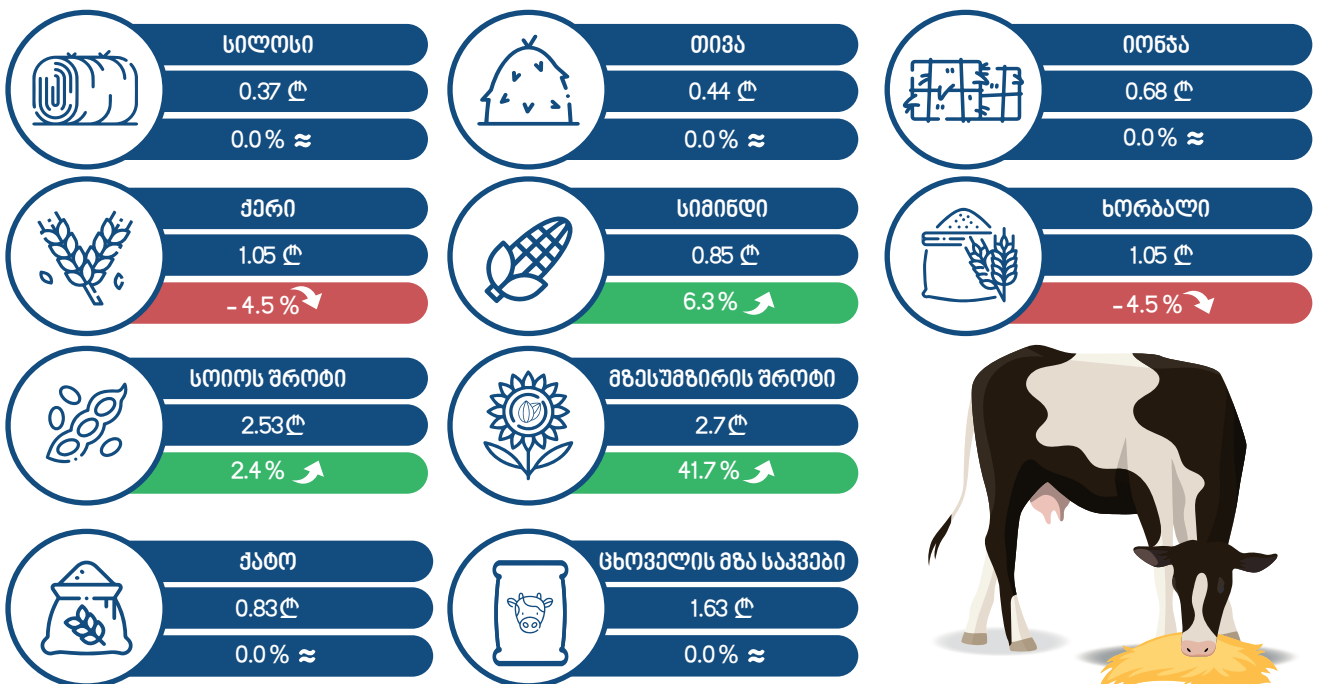 სილოსი
0.37 ₾
0.0 % ≈
თივა
0.44 ₾
0.0 % ≈
იონჯა
0.68 ₾
0.0 % ≈
ქერი
1.05 ₾
- 4.5 %
სიმინდი
0.85 ₾
6.3 %
ხორბალი
1.05 ₾
- 4.5 %
სოიოს შროტი
2.53₾
2.4 %
მზესუმზირის შროტი
2.7₾
41.7 %
ქატო
0.83₾
0.0 % ≈
ცხოველის მზა საკვები
1.63 ₾
0.0 % ≈